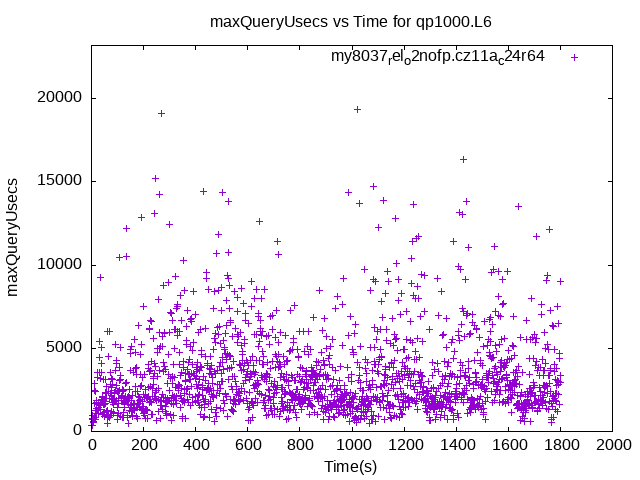 maxQueryUsecs vs Time for qp1000.L6
my8037relo2nofp.cz11ac24r64
20000
15000
10000
5000
0
maxQueryUsecs
0 200 400 600 800 1000 1200 1400 1600 1800 2000
Time(s)